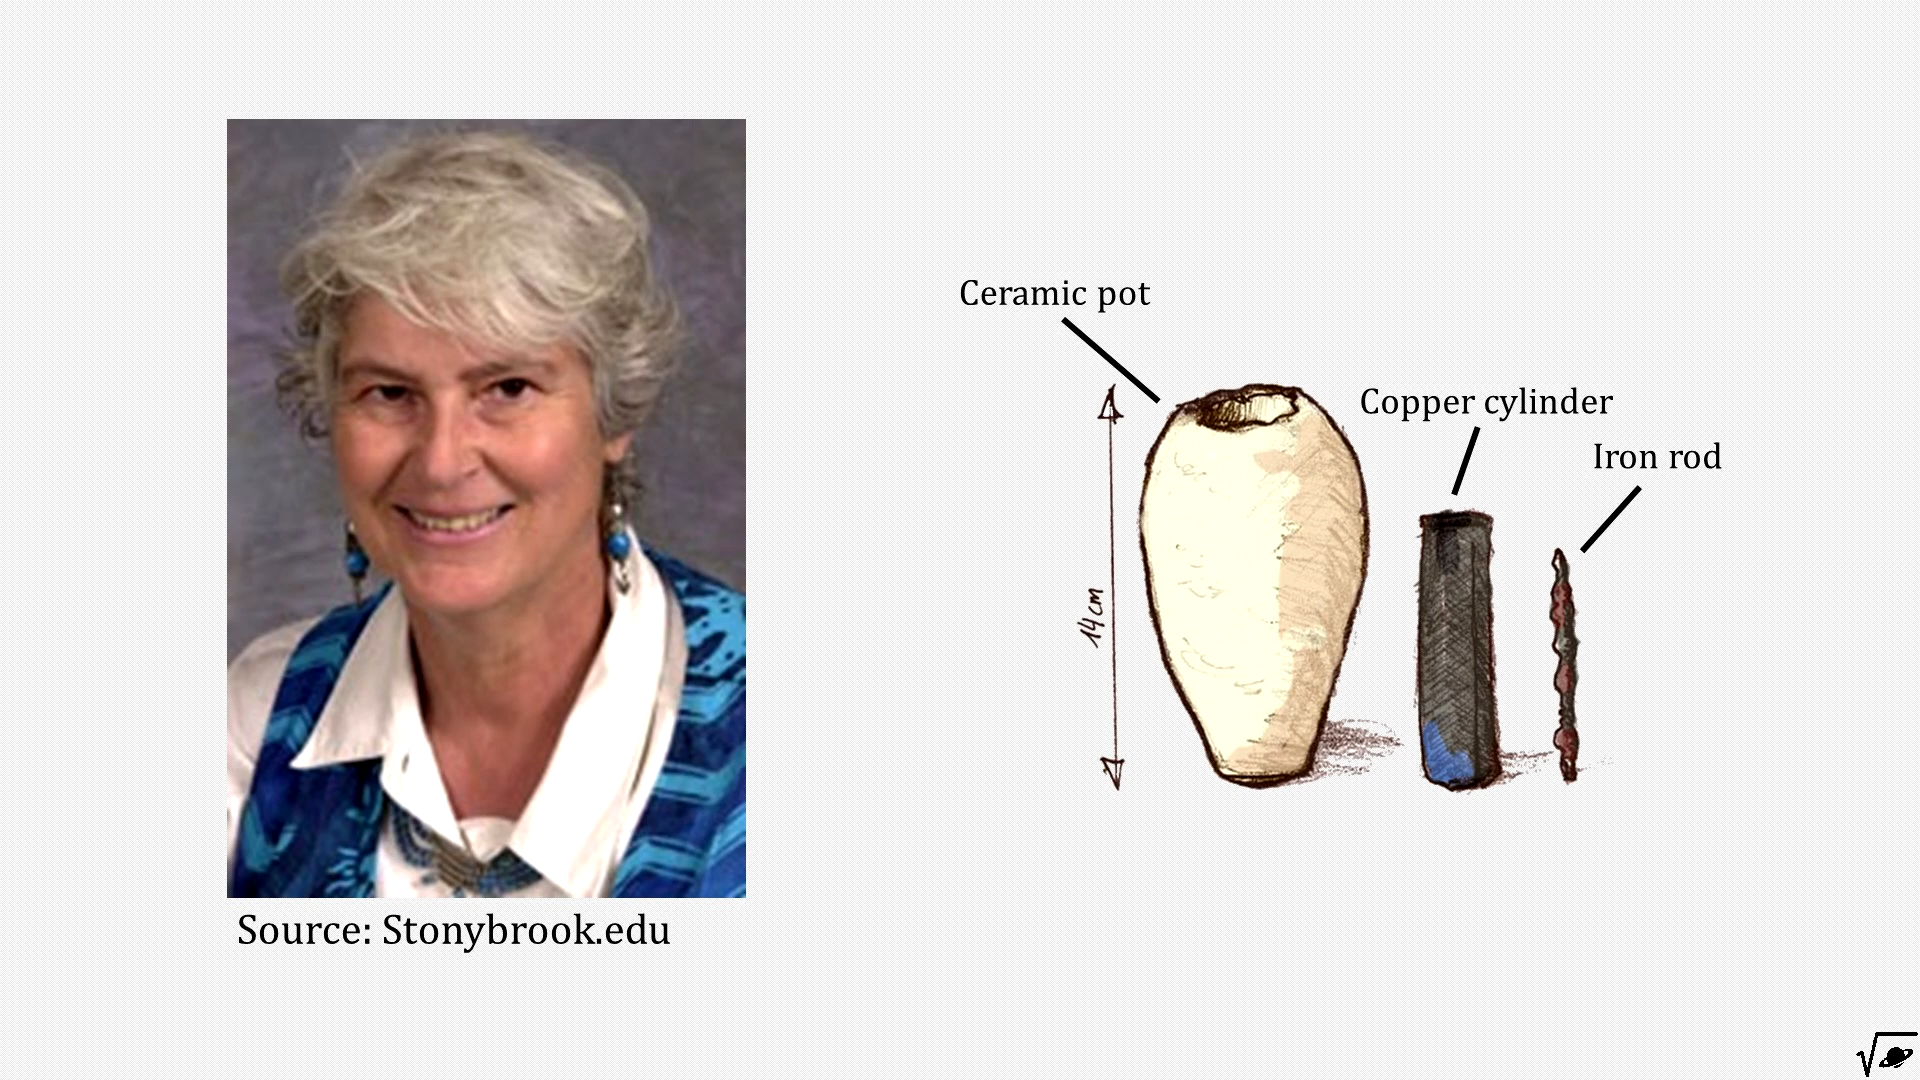 Ceramic pot
Copper cylinder
Iron rod
14cm
Source: Stonybrook.edu